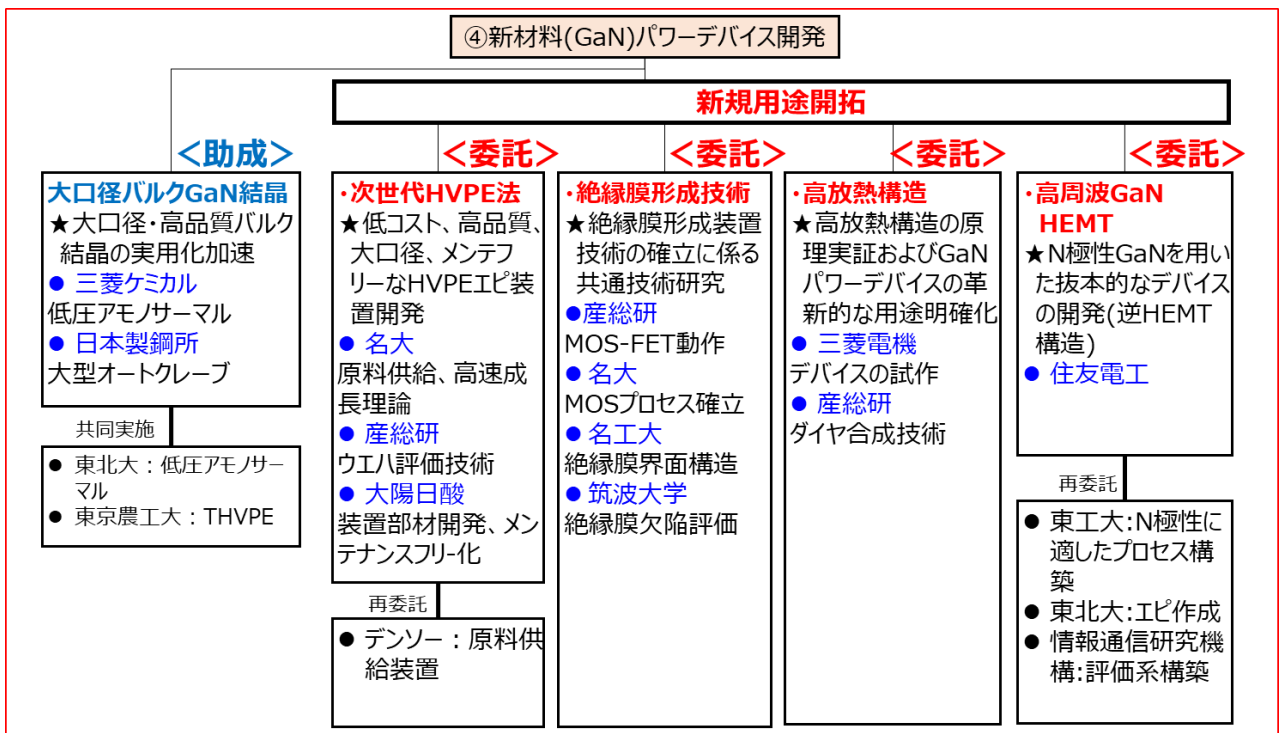 ④新材料(GaN)パワーデバイス開発
新規用途開拓
＜助成＞
大口径バルクGaN結晶
★大口径・高品質バルク
結晶の実用化加速
● 三菱ケミカル
低圧アモノサーマル
● 日本製鋼所
大型オートクレーブ
共同実施
● 東北大：低圧アモノサー
マル
● 東京農工大：THVPE
＜委託＞
・次世代HVPE法
★低コスト、高品質、
大口径、メンテフ
リーなHVPEエピ装
置開発
● 名大
原料供給、高速成
長理論
● 産総研
ウエハ評価技術
● 大陽日酸
装置部材開発、メン
テナンスフリｰ化
再委託
● デンソー：原料供
給装置
＜委託＞
・絶縁膜形成技術
★絶縁膜形成装置
技術の確立に係る
共通技術研究
●産総研
MOS-FET動作
● 名大
MOSプロセス確立
● 名工大
絶縁膜界面構造
● 筑波大学
絶縁膜欠陥評価
＜委託＞
・高放熱構造
★高放熱構造の原
理実証およびGaN
パワーデバイスの革
新的な用途明確化
● 三菱電機
デバイスの試作
● 産総研
ダイヤ合成技術
＜委託＞
・高周波GaN
HEMT
★N極性GaNを用い
た抜本的なデバイス
の開発(逆HEMT
構造)
● 住友電工
再委託
● 東工大:N極性に
適したプロセス構
築
● 東北大:エピ作成
● 情報通信研究機
構:評価系構築